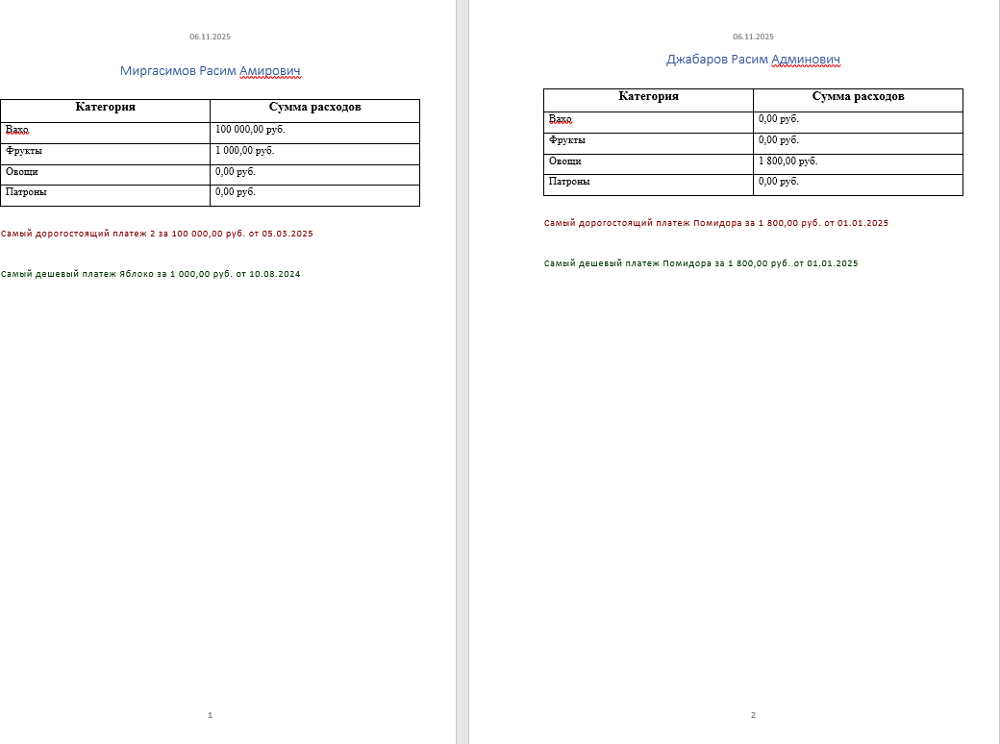 06.11.2025
Миргасимов Расим Амирович
Категория Сумма расходов
Вахо 100 000,00 руб.
Фрукты 1 000,00 руб.
Овощи 0,00 руб.
Патроны 0,00 руб.
Самый дорогостоящий платеж 2 за 100 000,00 руб. от 05.03.2025
Самый дешевый платеж Яблоко за 1 000,00 руб. от 10.08.2024
1
06.11.2025
Джабаров Расим Админович
Категория Сумма расходов
Вахо 0,00 руб.
Фрукты 0,00 руб.
Овощи 1 800,00 руб.
Патроны 0,00 руб.
Самый дорогостоящий платеж Помидора за 1 800,00 руб. от 01.01.2025
Самый дешевый платеж Помидора за 1 800,00 руб. от 01.01.2025
2